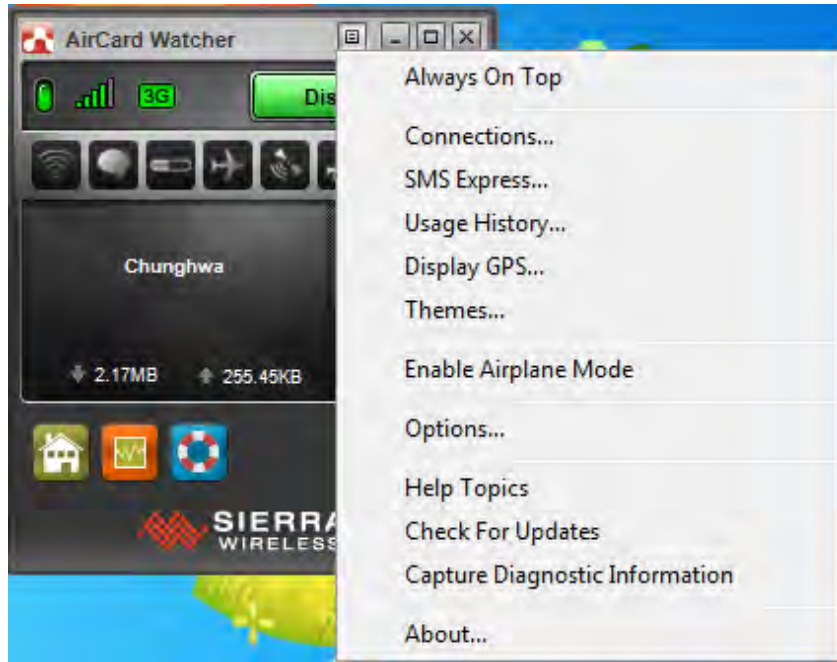 AirCard Watcher
3G
Dis
Chunghwa
2.17MB 255.45KB
SIERRA
WIRELESS
Always On Top
Connections...
SMS Express...
Usage History...
Display GPS...
Themes...
Enable Airplane Mode
Options...
Help Topics
Check For Updates
Capture Diagnostic Information
About...